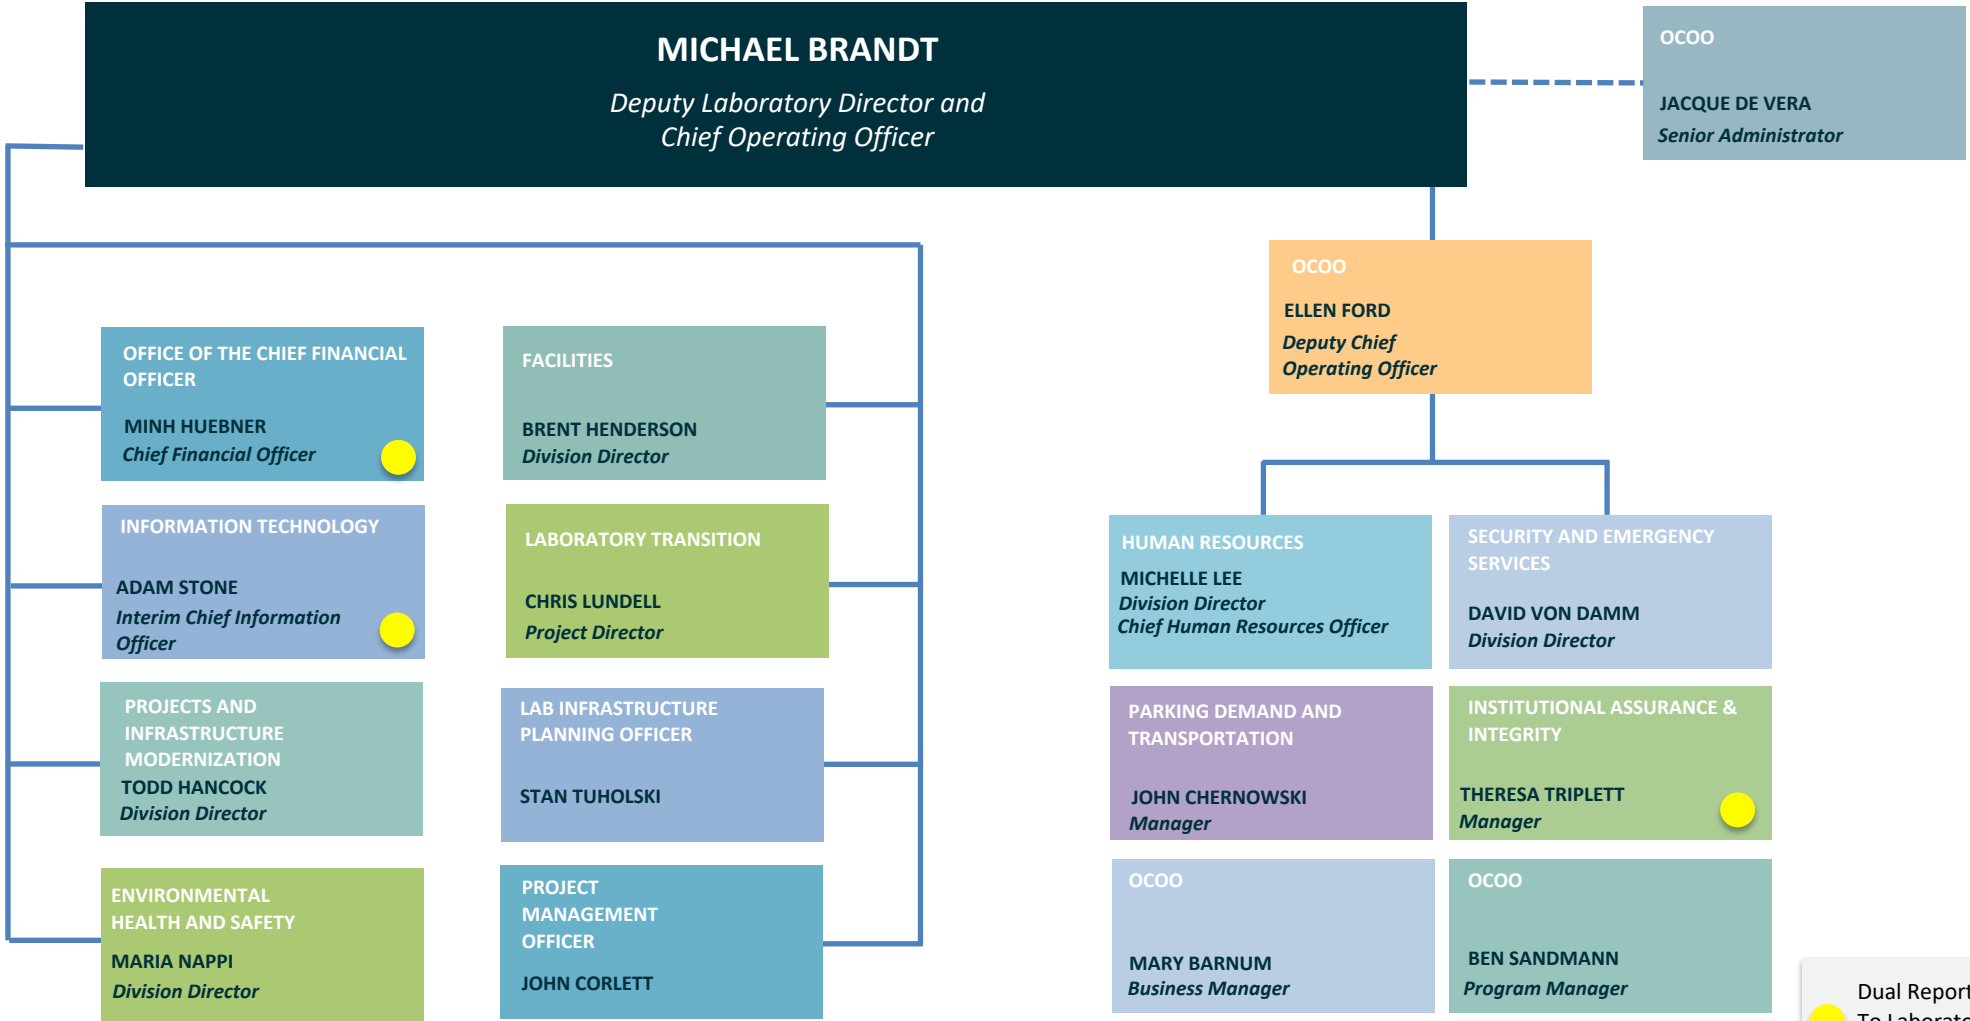 MICHAEL BRANDT
Deputy Laboratory Director and
Chief Operating Officer
OCOO
JACQUE DE VERA
Senior Administrator
OCOO
ELLEN FORD
Deputy Chief
Operating Officer
OFFICE OF THE CHIEF FINANCIAL
OFFICER
MINH HUEBNER
Chief Financial Officer
FACILITIES
BRENT HENDERSON
Division Director
INFORMATION TECHNOLOGY
ADAM STONE
Interim Chief Information
Officer
LABORATORY TRANSITION
CHRIS LUNDELL
Project Director
PROJECTS AND
INFRASTRUCTURE
MODERNIZATION
TODD HANCOCK
Division Director
LAB INFRASTRUCTURE
PLANNING OFFICER
STAN TUHOLSKI
ENVIRONMENTAL
HEALTH AND SAFETY
MARIA NAPPI
Division Director
PROJECT
MANAGEMENT
OFFICER
JOHN CORLETT
HUMAN RESOURCES
MICHELLE LEE
Division Director
Chief Human Resources Officer
SECURITY AND EMERGENCY
SERVICES
DAVID VON DAMM
Division Director
PARKING DEMAND AND
TRANSPORTATION
JOHN CHERNOWSKI
Manager
INSTITUTIONAL ASSURANCE &
INTEGRITY
THERESA TRIPLETT
Manager
OCOO
MARY BARNUM
Business Manager
OCOO
BEN SANDMANN
Program Manager
Dual Report
To